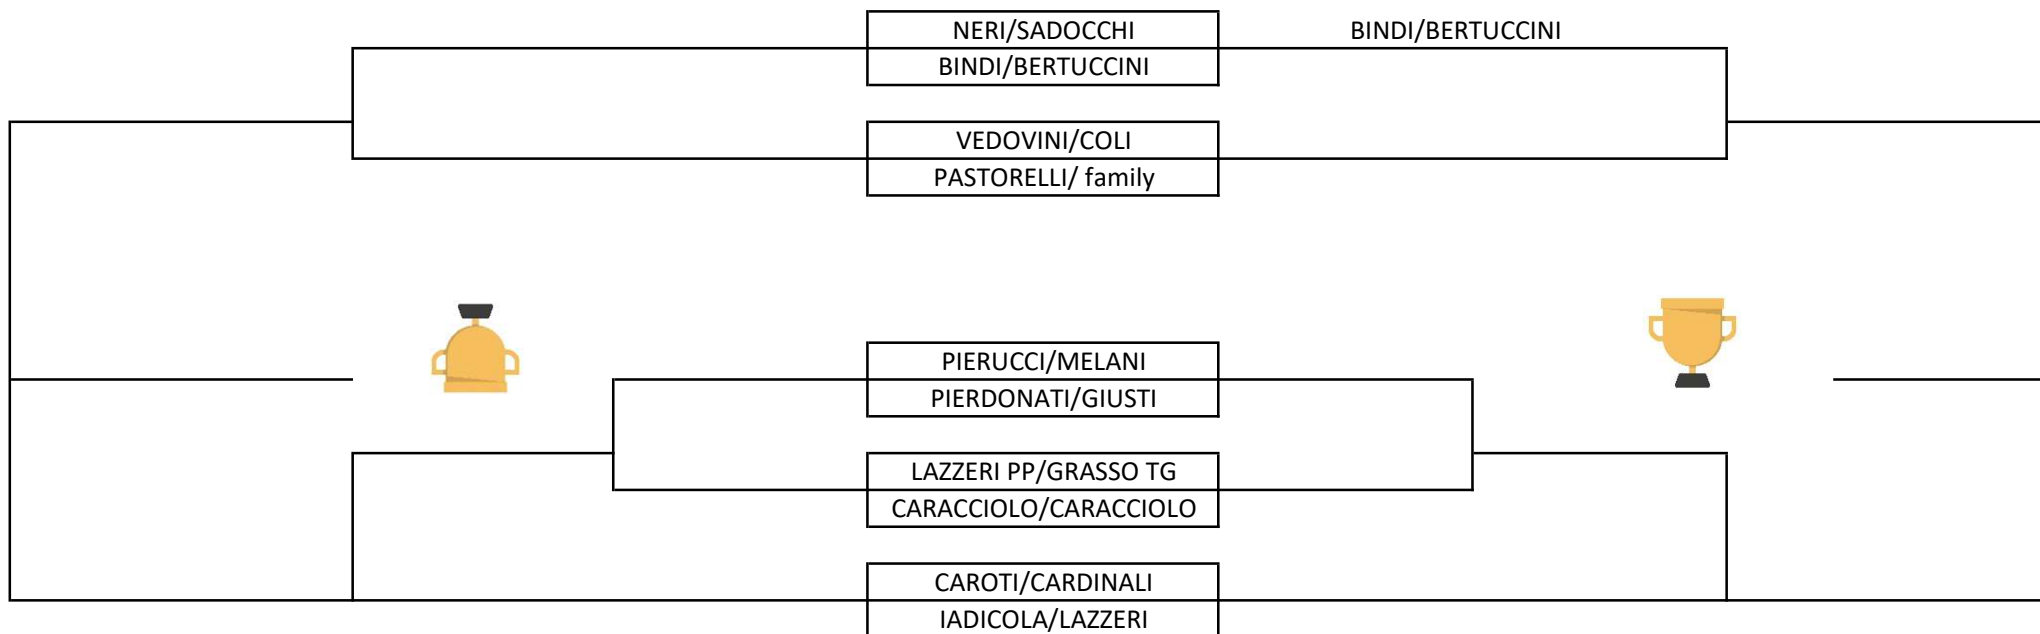 NERI/SADOCCHI
BINDI/BERTUCCINI
BINDI/BERTUCCINI
VEDOVINI/COLI
PASTORELLI/ family
PIERUCCI/MELANI
PIERDONATI/GIUSTI
LAZZERI PP/GRASSO TG
CARACCIOLO/CARACCIOLO
CAROTI/CARDINALI
IADICOLA/LAZZERI